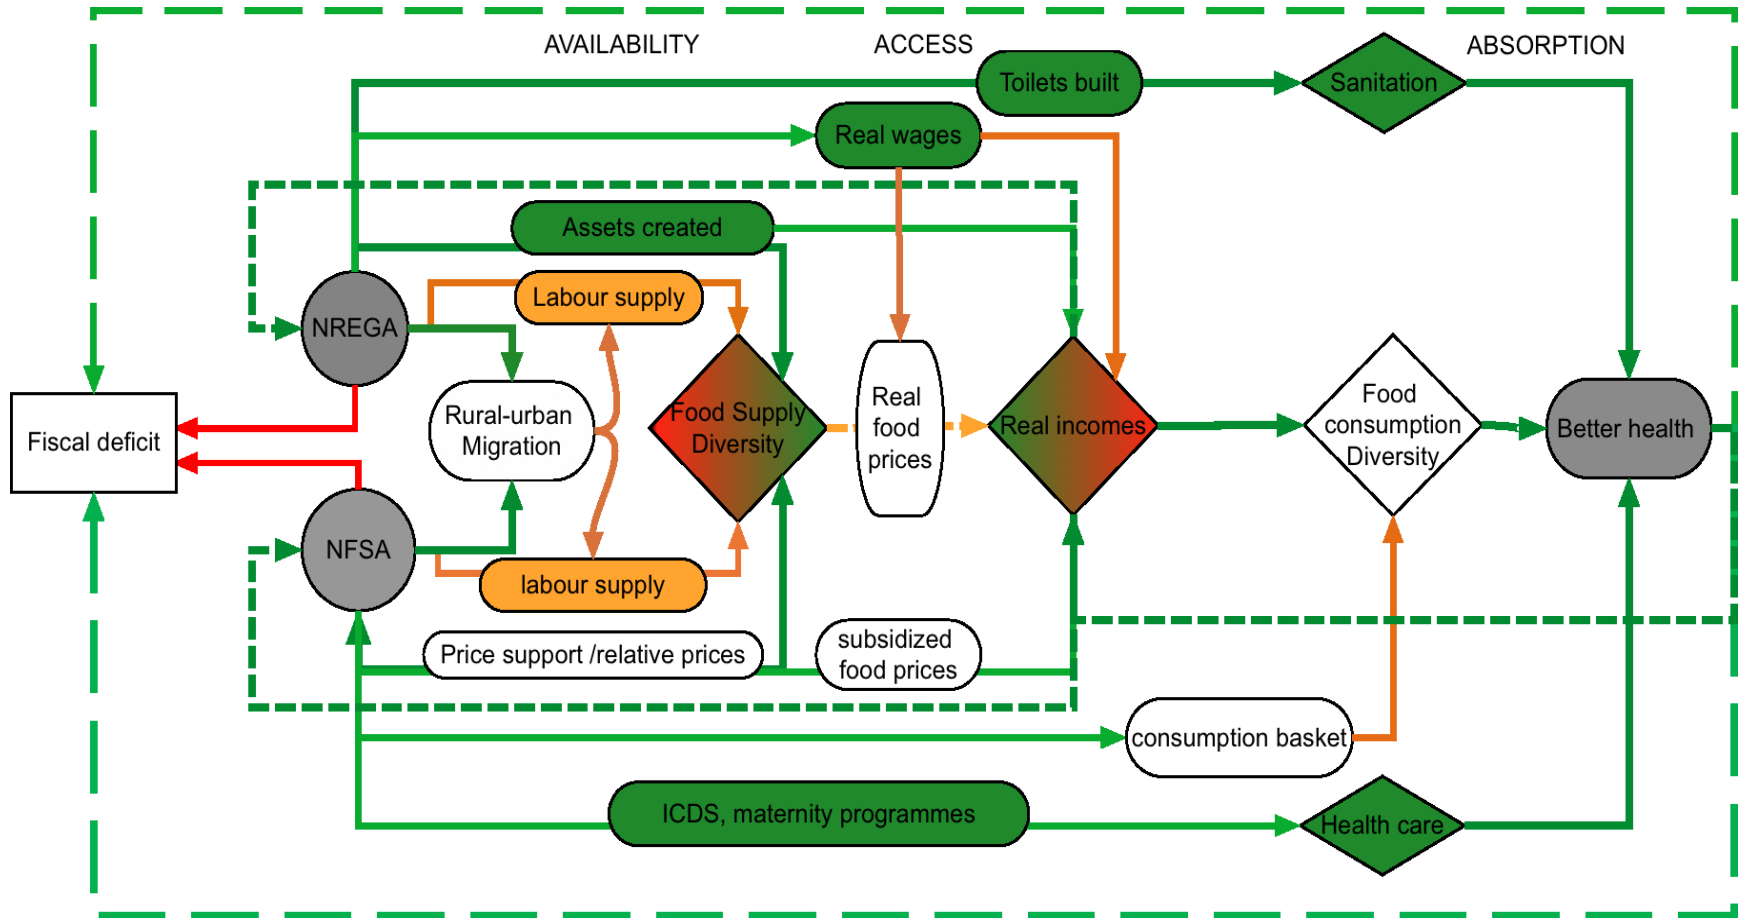 AVAILABILITY
ACCESS
ABSORPTION
Toilets built
Sanitation
Real wages
Assets created
Labour supply
NREGA
Rural-urban
Migration
Food Supply
Diversity
Real
food
prices
Real incomes
Food
consumption
Diversity
Better health
Fiscal deficit
NFSA
labour supply
Price support /relative prices
subsidized
food prices
consumption basket
ICDS, maternity programmes
Health care